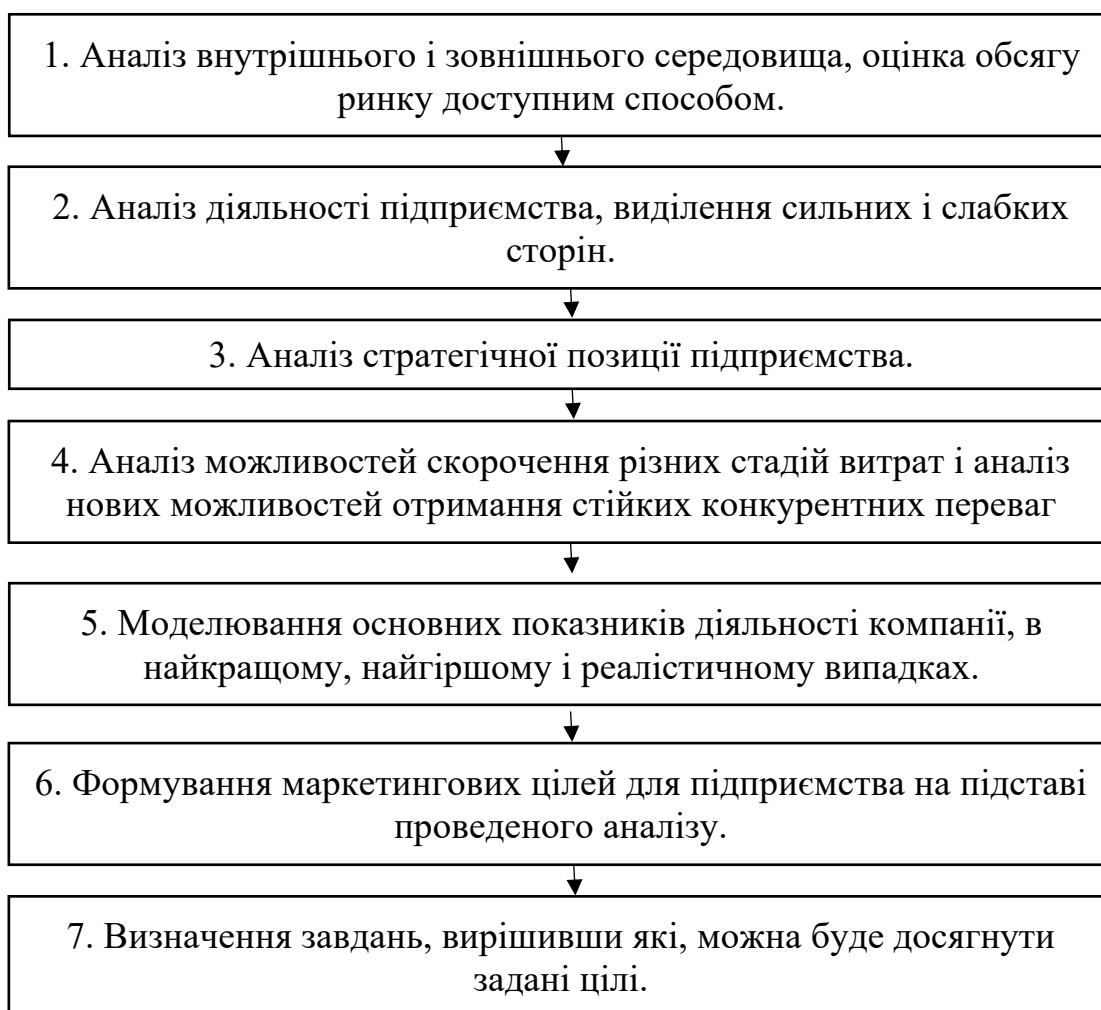 1. Аналіз внутрішнього і зовнішнього середовища, оцінка обсягу
ринку доступним способом.
2. Аналіз діяльності підприємства, виділення сильних і слабких
сторін.
3. Аналіз стратегічної позиції підприємства.
4. Аналіз можливостей скорочення різних стадій витрат і аналіз
нових можливостей отримання стійких конкурентних переваг
5. Моделювання основних показників діяльності компанії, в
найкращому, найгіршому і реалістичному випадках.
6. Формування маркетингових цілей для підприємства на підставі
проведеного аналізу.
7. Визначення завдань, вирішивши які, можна буде досягнути
задані цілі.